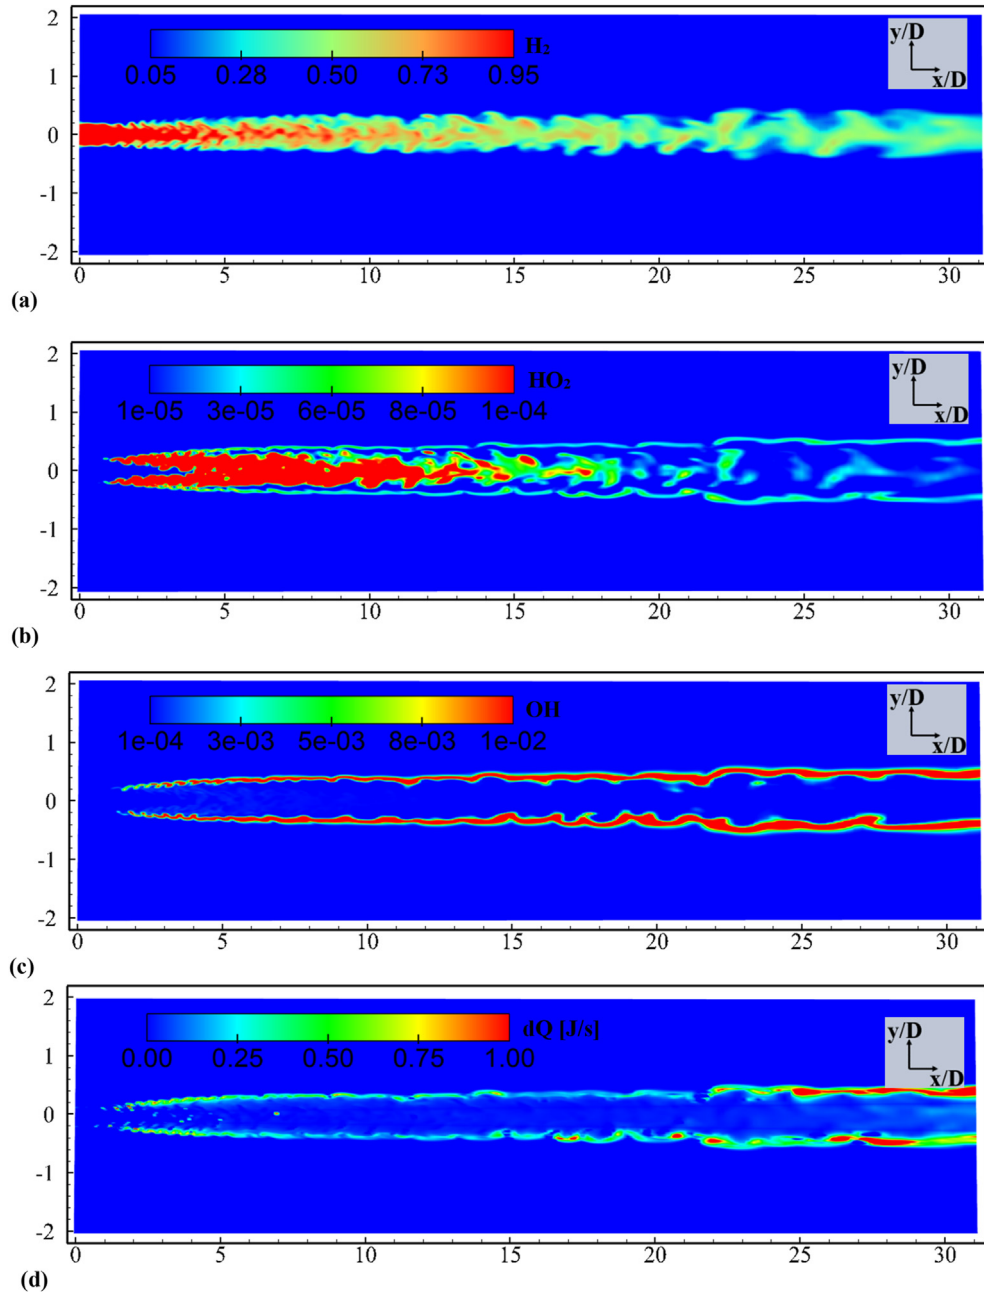 2
1
0
-1
-2
H₂
0.05 0.28 0.50 0.73 0.95
y/D
x/D
0 5 10 15 20 25 30
(a)
2
1
0
-1
-2
HO₂
1e-05 3e-05 6e-05 8e-05 1e-04
y/D
x/D
0 5 10 15 20 25 30
(b)
2
1
0
-1
-2
OH
1e-04 3e-03 5e-03 8e-03 1e-02
y/D
x/D
0 5 10 15 20 25 30
(c)
2
1
0
-1
-2
dQ [J/s]
0.00 0.25 0.50 0.75 1.00
y/D
x/D
0 5 10 15 20 25 30
(d)